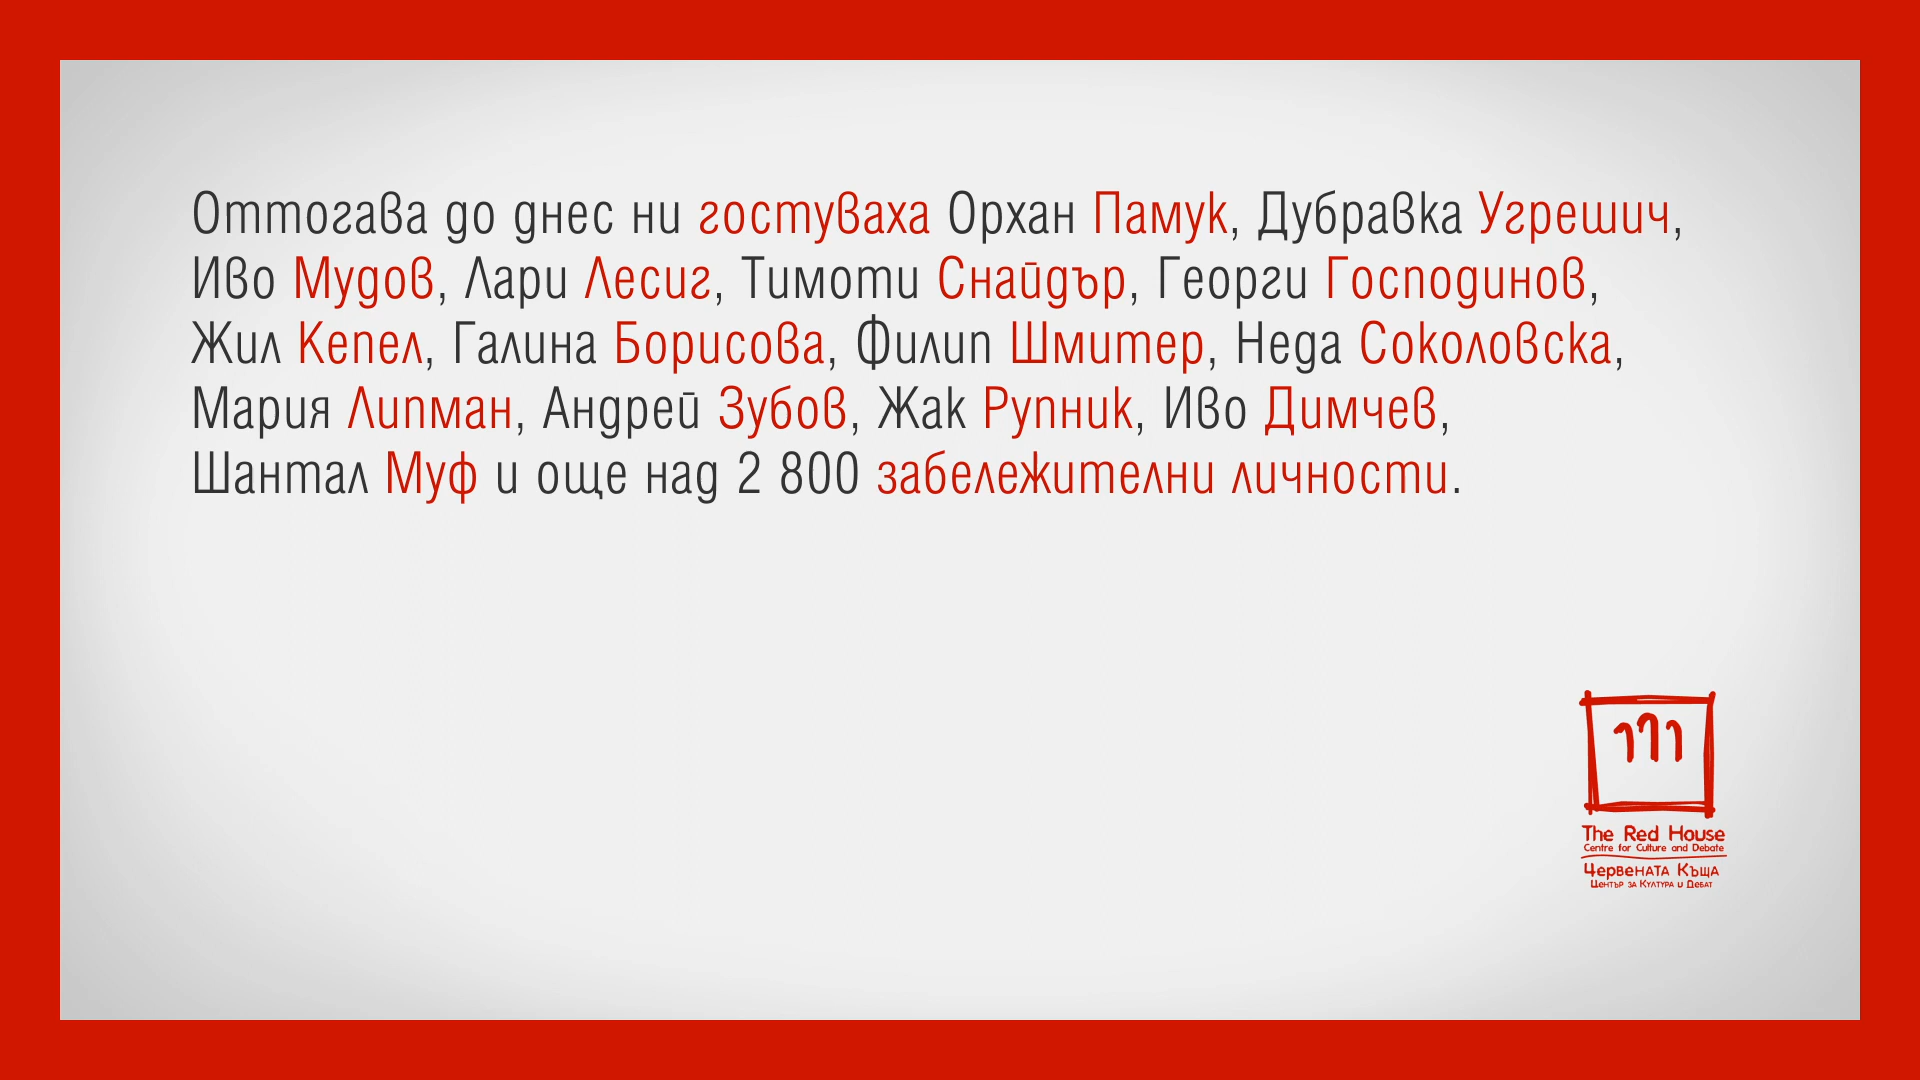 Оттогава до днес ни гостуваха Орхан Памук, Дубравка Угрешич,
Иво Мудов, Лари Лесиг, Тимоти Снайдър, Георги Господинов,
Жил Кепел, Галина Борисова, Филип Шмитер, Неда Соколовска,
Мария Липман, Андрей Зубов, Жак Рупник, Иво Димчев,
Шантал Муф и още над 2 800 забележителни личности.
The Red House
Centre for Culture and Debate
Червената Къща
Център за Култура и Дебат